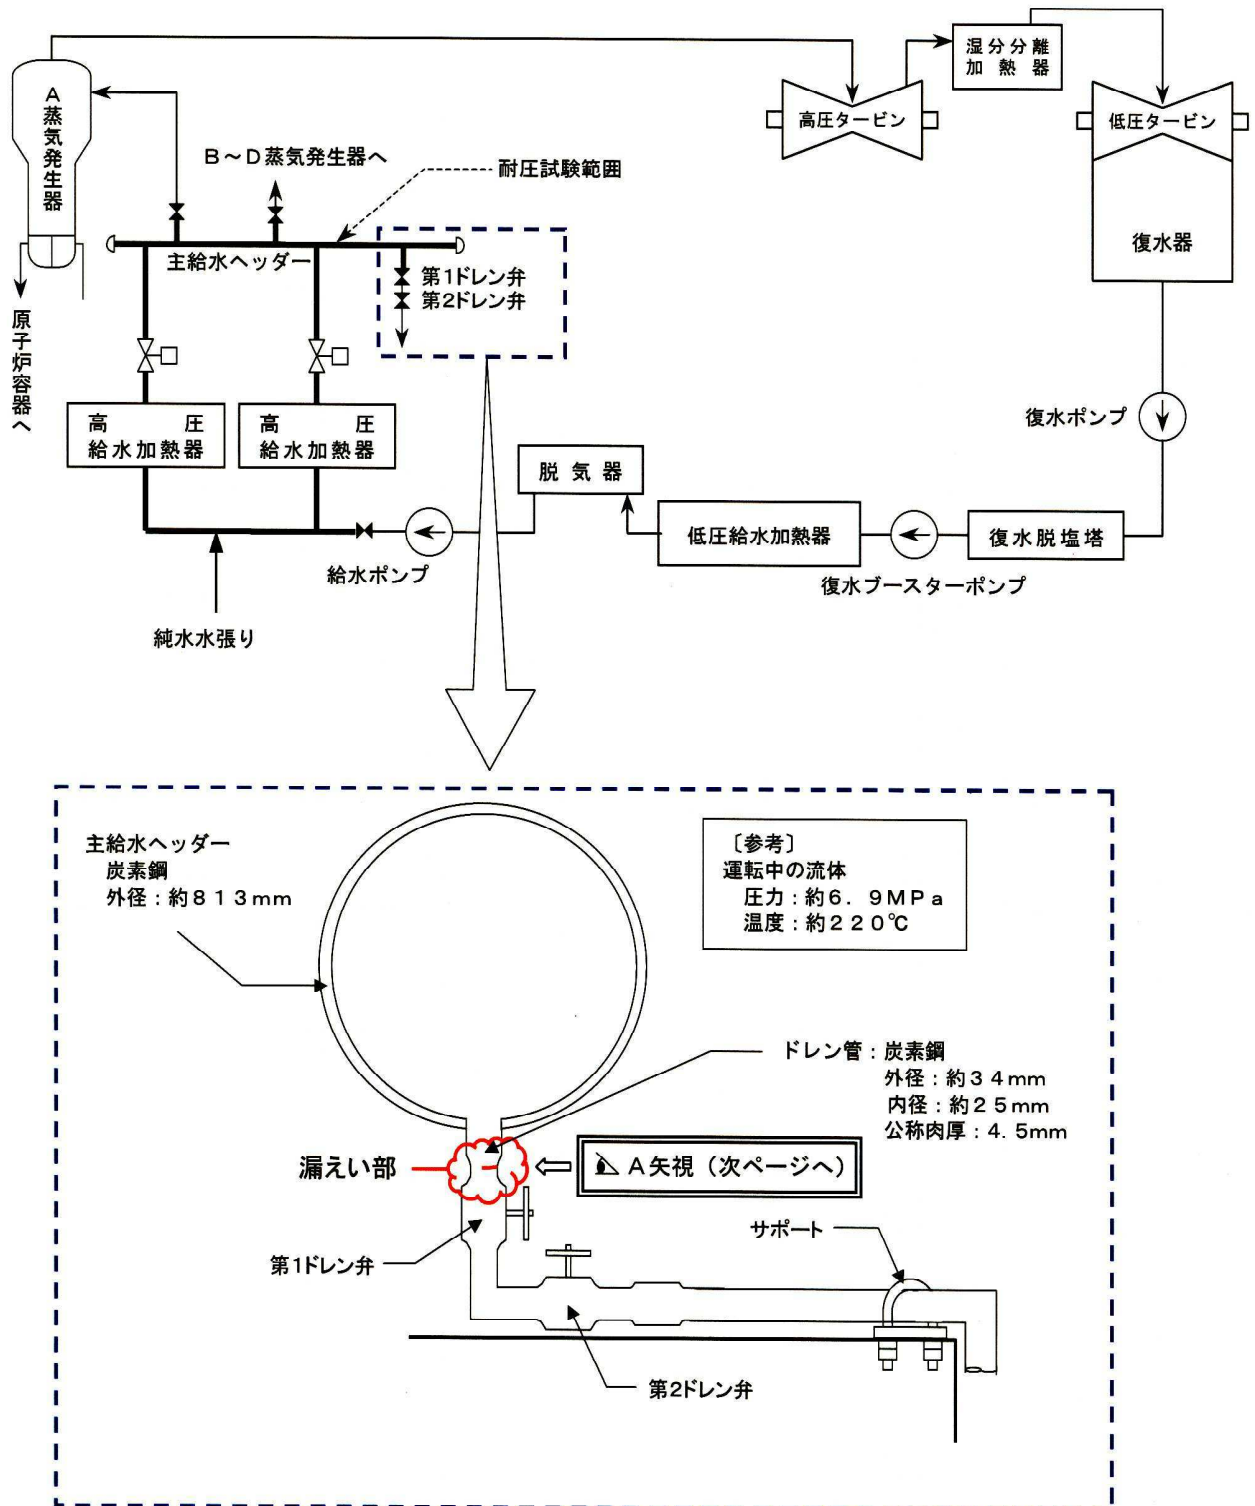 A蒸気発生器
湿分分離
加熱器
高圧タービン
低圧タービン
B～D蒸気発生器へ
耐圧試験範囲
復水器
主給水ヘッダー
第1ドレン弁
第2ドレン弁
原子炉容器へ
高圧
給水加熱器
高圧
給水加熱器
復水ポンプ
脱気器
低圧給水加熱器
復水脱塩塔
給水ポンプ
復水ブースターポンプ
純水水張り
主給水ヘッダー
炭素鋼
外径：約813mm
〔参考〕
運転中の流体
圧力：約6．9MPa
温度：約220℃
ドレン管：炭素鋼
外径：約34mm
内径：約25mm
公称肉厚：4.5mm
漏えい部
A矢視（次ページへ）
サポート
第1ドレン弁
第2ドレン弁